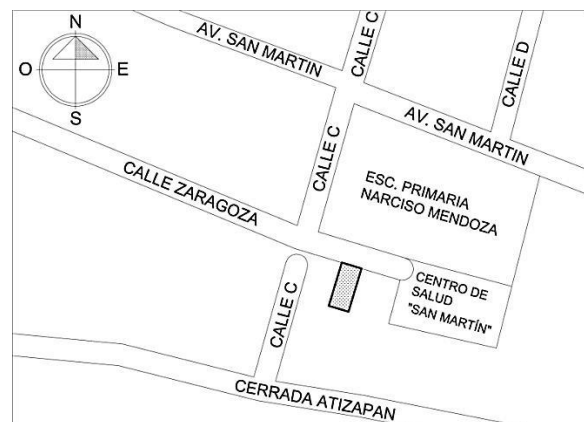 N
O
E
S
AV. SAN MARTIN
CALLE C
CALLE D
AV. SAN MARTIN
CALLE C
CALLE ZARAGOZA
ESC. PRIMARIA
NARCISO MENDOZA
CENTRO DE
SALUD
"SAN MARTÍN"
CALLE C
CERRADA ATIZAPAN